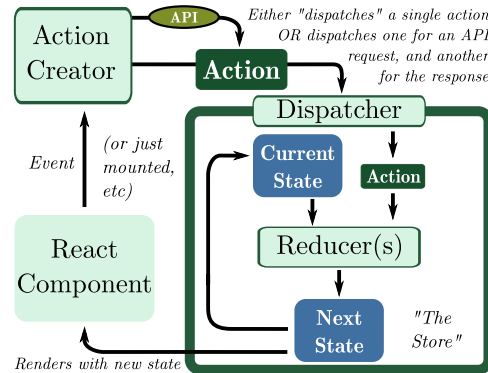 API
Either "dispatches" a single action
OR dispatches one for an API
request, and another
for the response
Action
Creator
Action
Dispatcher
Event
(or just
mounted,
etc)
Current
State
Action
React
Component
Reducer(s)
Next
State
"The
Store"
Renders with new state